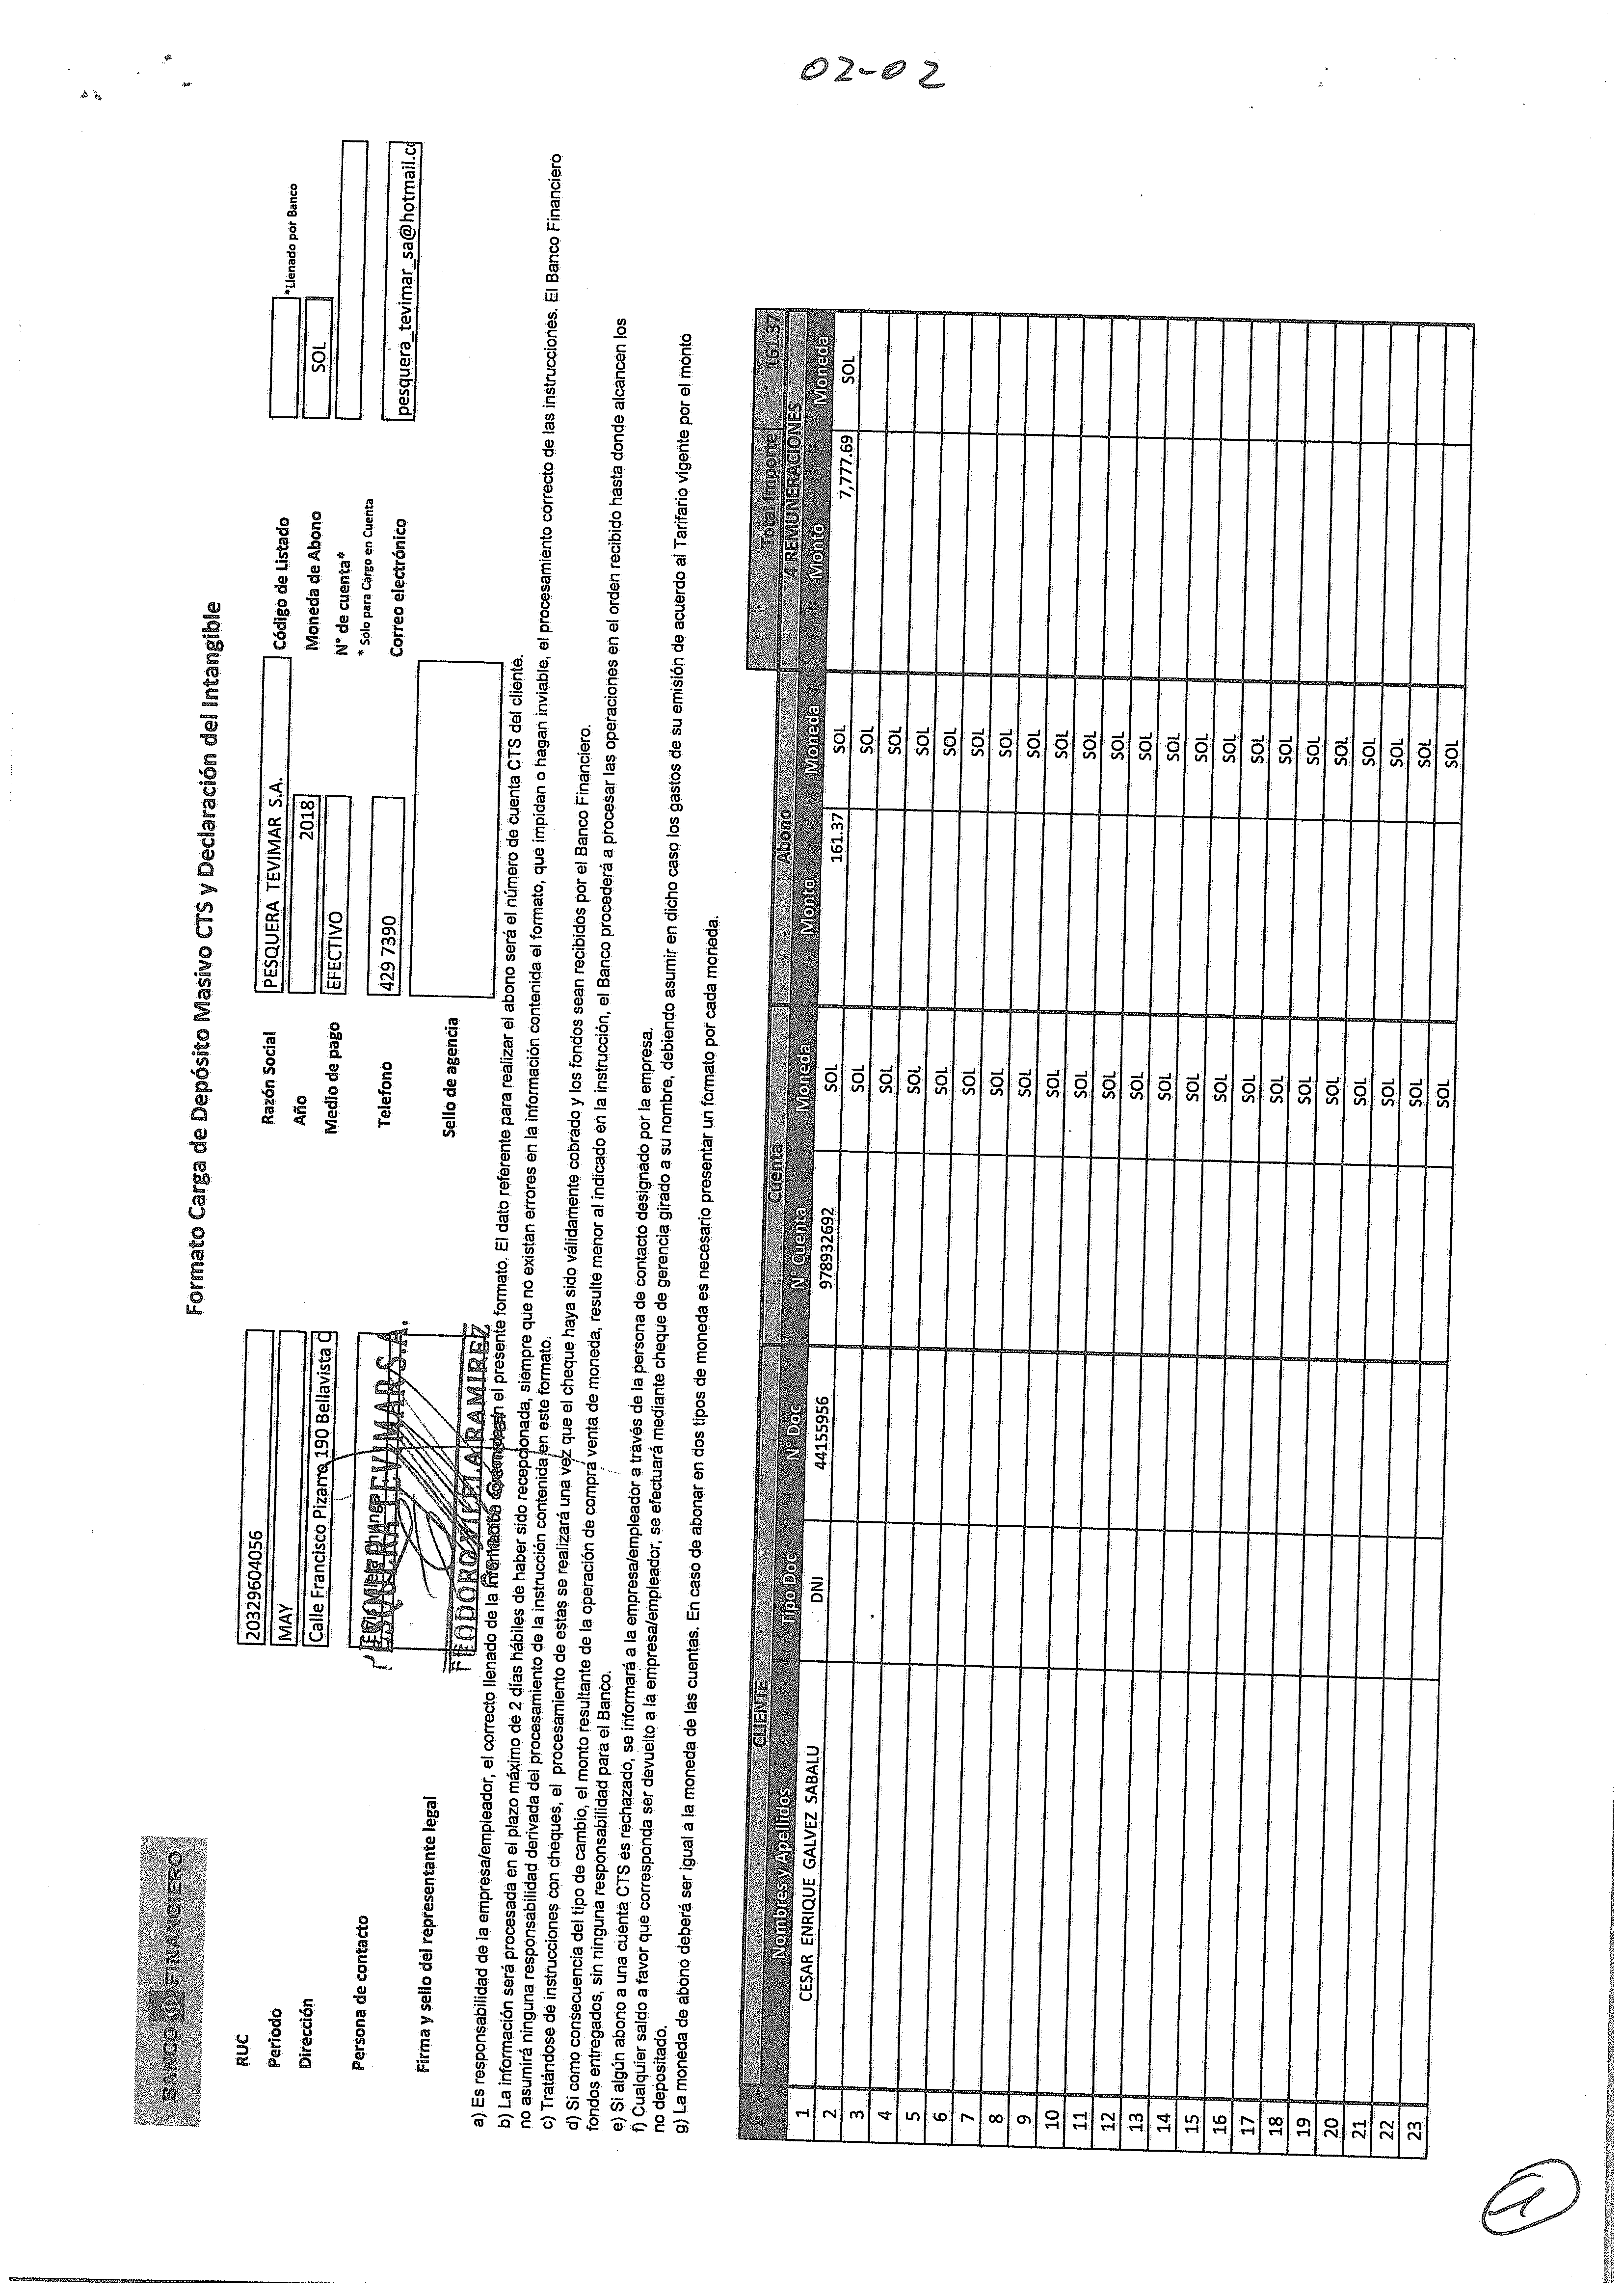 02-02
BANCO FINANCIERO
Formato Carga de Depósito Masivo CTS y Declaración del Intangible
RUC 20329604056 Razón Social PESQUERA TEVIMAR S.A. Código de Listado *Llenado por Banco
Periodo MAY Año 2018 Moneda de Abono SOL
Dirección Calle Francisco Pizarro 190 Bellavista C Medio de pago EFECTIVO N° de cuenta*
* Solo para Cargo en Cuenta
Persona de contacto Telefono 429 7390 Correo electrónico pesquera_tevimar_sa@hotmail.co
PESQUERA TEVIMAR S.A.
Firma y sello del representante legal Sello de agencia
TEODORO VILELA RAMIREZ
a) Es responsabilidad de la empresa/empleador, el correcto llenado de la en el presente formato. El dato referente para realizar el abono será el número de cuenta CTS del cliente.
b) La información será procesada en el plazo máximo de 2 días hábiles de haber sido recepcionada, siempre que no existan errores en la información contenida el formato, que impidan o hagan inviable, el procesamiento correcto de las instrucciones. El Banco Financiero
no asumirá ninguna responsabilidad derivada del procesamiento de la instrucción contenida en este formato.
c) Tratándose de instrucciones con cheques, el procesamiento de estas se realizará una vez que el cheque haya sido válidamente cobrado y los fondos sean recibidos por el Banco Financiero.
d) Si como consecuencia del tipo de cambio, el monto resultante de la operación de compra venta de moneda, resulte menor al indicado en la instrucción, el Banco procederá a procesar las operaciones en el orden recibido hasta donde alcancen los
fondos entregados, sin ninguna responsabilidad para el Banco.
e) Si algún abono a una cuenta CTS es rechazado, se informará a la empresa/empleador a través de la persona de contacto designado por la empresa.
f) Cualquier saldo a favor que corresponda ser devuelto a la empresa/empleador, se efectuará mediante cheque de gerencia girado a su nombre, debiendo asumir en dicho caso los gastos de su emisión de acuerdo al Tarifario vigente por el monto
no depositado.
g) La moneda de abono deberá ser igual a la moneda de las cuentas. En caso de abonar en dos tipos de moneda es necesario presentar un formato por cada moneda.
Total Importe 161.37
CLIENTE Cuenta Abono 4 REMUNERACIONES
Nombres y Apellidos Tipo Doc N° Doc N° Cuenta Moneda Monto Moneda Monto Moneda
1 CESAR ENRIQUE GALVEZ SABALU DNI 44155956 978932692 SOL 161.37 SOL 7,777.69 SOL
2 SOL SOL
3 SOL SOL
4 SOL SOL
5 SOL SOL
6 SOL SOL
7 SOL SOL
8 SOL SOL
9 SOL SOL
10 SOL SOL
11 SOL SOL
12 SOL SOL
13 SOL SOL
14 SOL SOL
15 SOL SOL
16 SOL SOL
17 SOL SOL
18 SOL SOL
19 SOL SOL
20 SOL SOL
21 SOL SOL
22 SOL SOL
23 SOL SOL
1